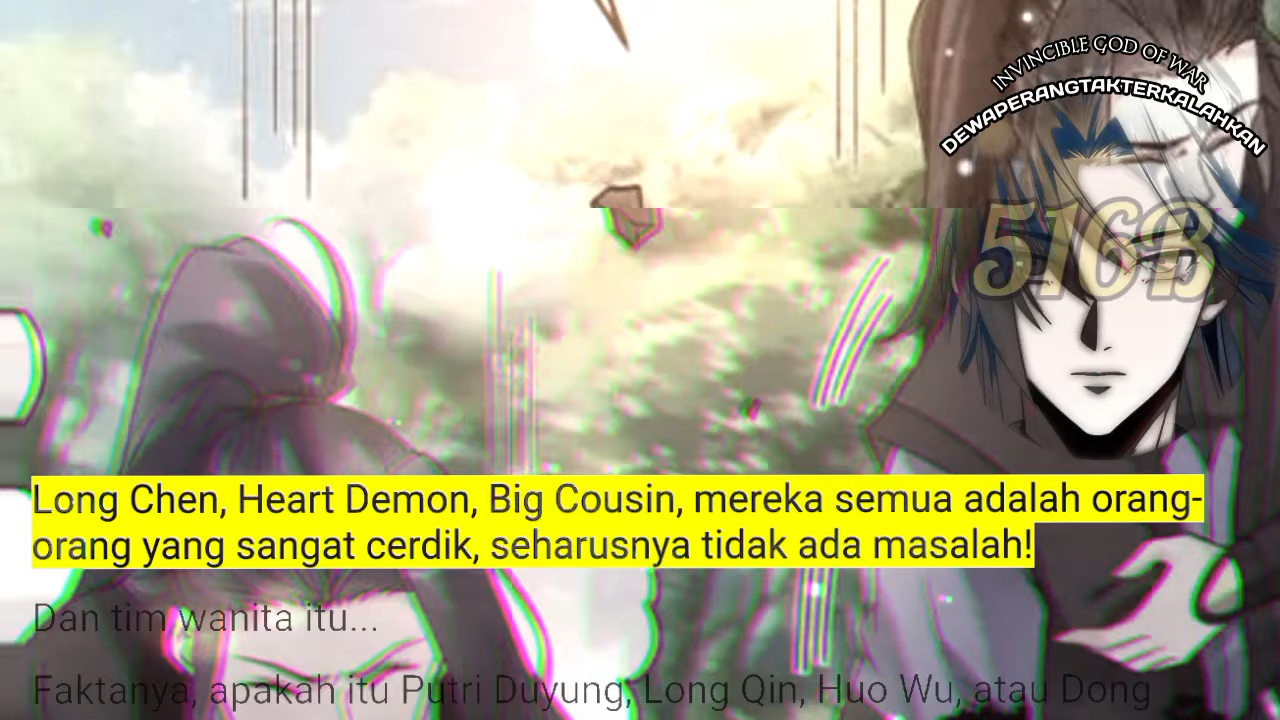 INVINCIBLE GOD OF WAR
DEWAPERANGTAKTERKALAHKAN
516B
Long Chen, Heart Demon, Big Cousin, mereka semua adalah orang-
orang yang sangat cerdik, seharusnya tidak ada masalah!
Dan tim wanita itu...
Faktanya, apakah itu Putri Duyung, Long Qin, Huo Wu, atau Dong